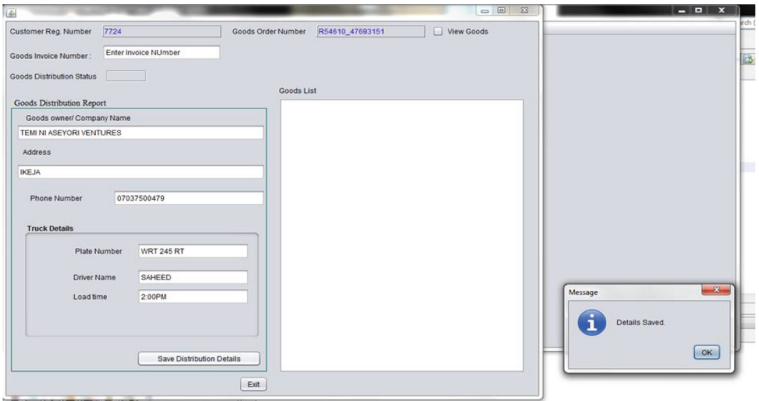 Customer Reg. Number 7724 Goods Order Number R54610_47693151 View Goods
Goods Invoice Number : Enter Invoice NUmber
Goods Distribution Status
Goods List
Goods Distribution Report
Goods owner/ Company Name
TEMI NI ASEYORI VENTURES
Address
IKEJA
Phone Number 07037500479
Truck Details
Plate Number WRT 245 RT
Driver Name SAHEED
Load time 2:00PM
Save Distribution Details
Exit
Message
Details Saved.
OK